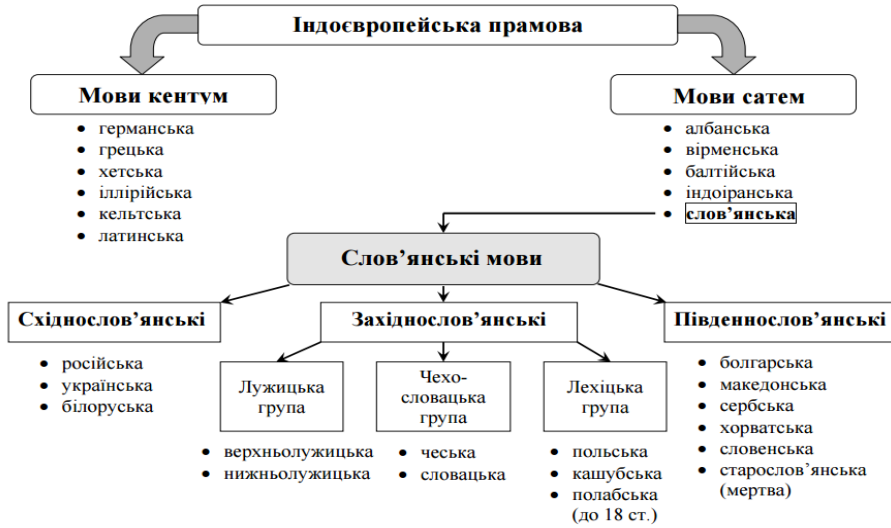 Індоєвропейська прамова
Мови кентум
• германська
• грецька
• хетська
• іллірійська
• кельтська
• латинська
Мови сатем
• албанська
• вірменська
• балтійська
• індоіранська
• слов’янська
Слов’янські мови
Східнослов’янські
• російська
• українська
• білоруська
Західнослов’янські
Лужицька
група
• верхньолужицька
• нижньолужицька
Чехо-
словацька
група
• чеська
• словацька
Лехіцька
група
• польська
• кашубська
• полабська
(до 18 ст.)
Південнослов’янські
• болгарська
• македонська
• сербська
• хорватська
• словенська
• старослов’янська
(мертва)